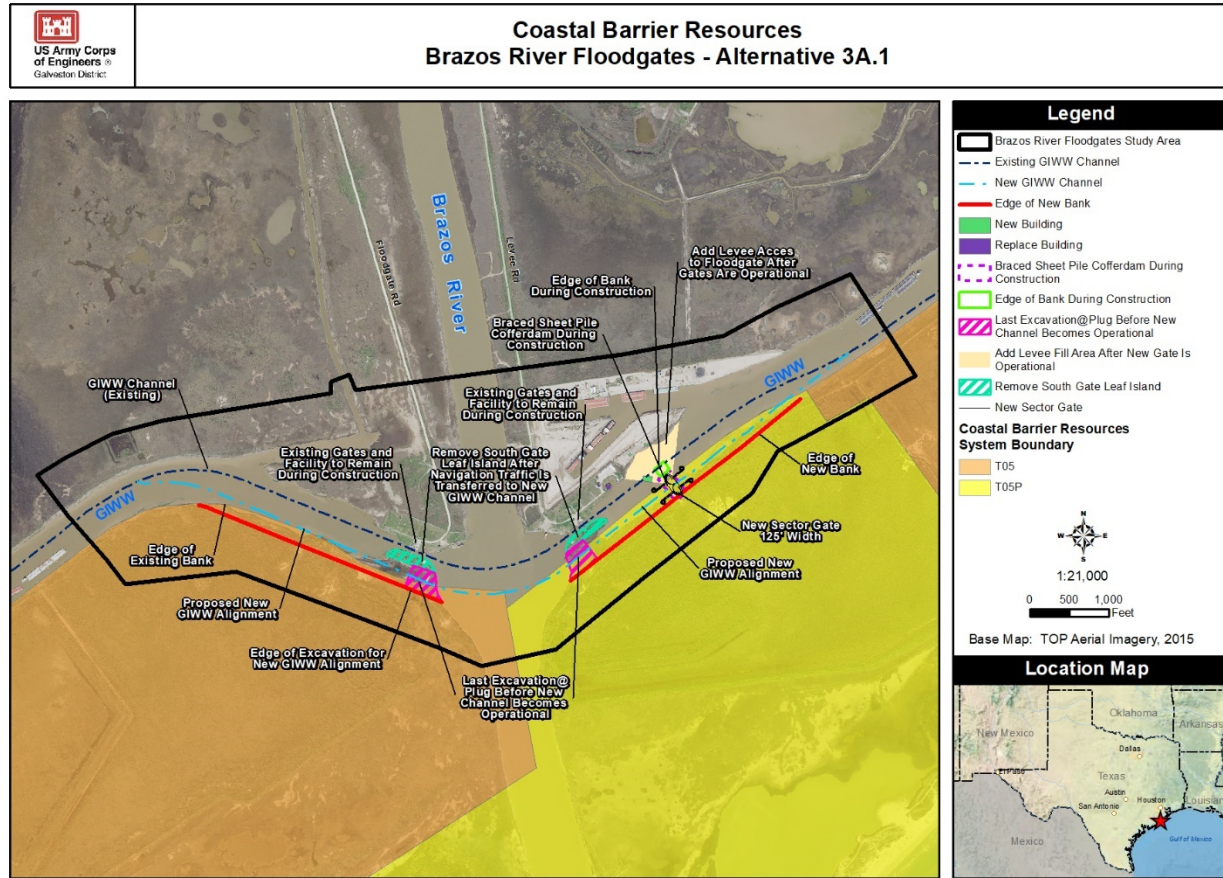 US Army Corps
of Engineers ®
Galveston District
Coastal Barrier Resources
Brazos River Floodgates - Alternative 3A.1
Brazos River
Floodgate Rd
Levee Rd
Add Levee Acces
to Floodgate After
Gates Are Operational
Edge of Bank
During Construction
Braced Sheet Pile
Cofferdam During
Construction
GIWW Channel
(Existing)
Existing Gates and
Facility to Remain
During Construction
GIWW
Existing Gates and
Facility to Remain
During Construction
Remove South Gate
Leaf Island After
Navigation Traffic Is
Transferred to New
GIWW Channel
Edge of
New Bank
GIWW
New Sector Gate
125' Width
Edge of
Existing Bank
Proposed New
GIWW Alignment
Proposed New
GIWW Alignment
Edge of Excavation for
New GIWW Alignment
Last Excavation@
Plug Before New
Channel Becomes
Operational
Legend
Brazos River Floodgates Study Area
Existing GIWW Channel
New GIWW Channel
Edge of New Bank
New Building
Replace Building
Braced Sheet Pile Cofferdam During
Construction
Edge of Bank During Construction
Last Excavation@Plug Before New
Channel Becomes Operational
Add Levee Fill Area After New Gate Is
Operational
Remove South Gate Leaf Island
New Sector Gate
Coastal Barrier Resources
System Boundary
T05
T05P
N
W E
S
1:21,000
0 500 1,000
Feet
Base Map: TOP Aerial Imagery, 2015
Location Map
Oklahoma
Arkansas
New Mexico
Dallas
El Paso
Texas
Austin
Houston
Louisiana
San Antonio
Mexico
Gulf of Mexico